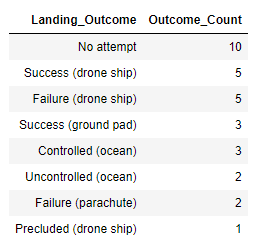 Landing_Outcome Outcome_Count
No attempt 10
Success (drone ship) 5
Failure (drone ship) 5
Success (ground pad) 3
Controlled (ocean) 3
Uncontrolled (ocean) 2
Failure (parachute) 2
Precluded (drone ship) 1